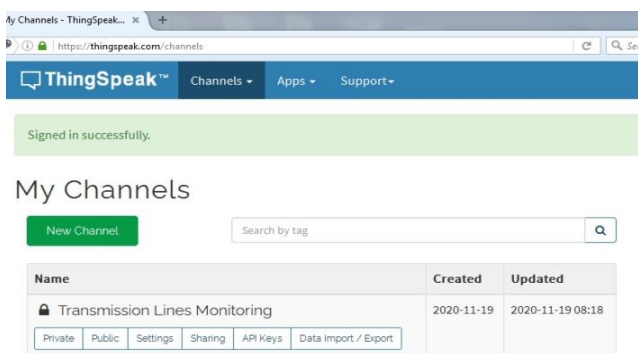 My Channels - ThingSpeak... × +
https://thingspeak.com/channels
ThingSpeak™ Channels Apps Support
Signed in successfully.
My Channels
New Channel Search by tag
Name Created Updated
Transmission Lines Monitoring 2020-11-19 2020-11-19 08:18
Private Public Settings Sharing API Keys Data Import / Export